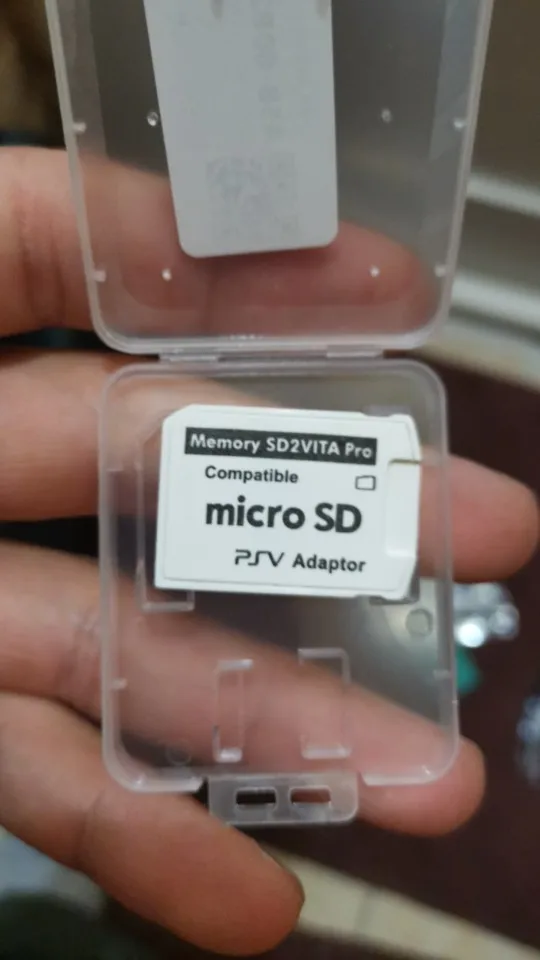 Memory SD2VITA Pro
Compatible
micro SD
PSV Adaptor